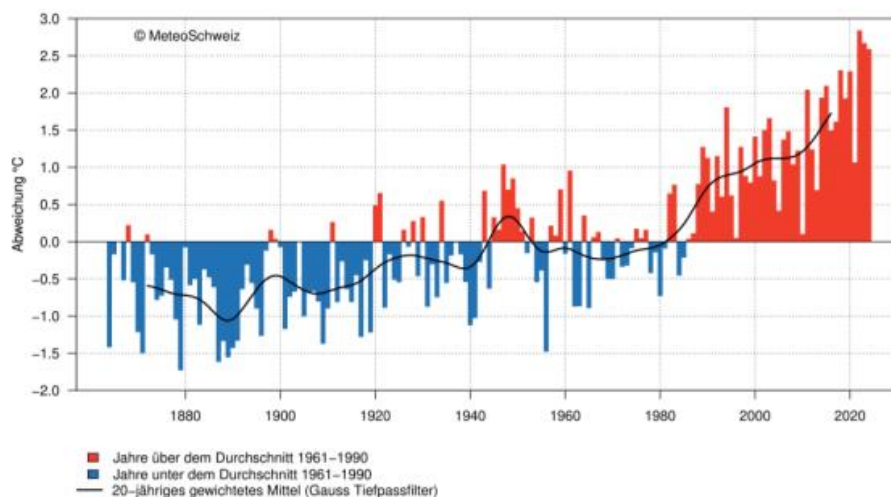 © MeteoSchweiz
Abweichung °C
3.0
2.5
2.0
1.5
1.0
0.5
0.0
−0.5
−1.0
−1.5
−2.0
1880 1900 1920 1940 1960 1980 2000 2020
Jahre über dem Durchschnitt 1961−1990
Jahre unter dem Durchschnitt 1961−1990
20−jähriges gewichtetes Mittel (Gauss Tiefpassfilter)